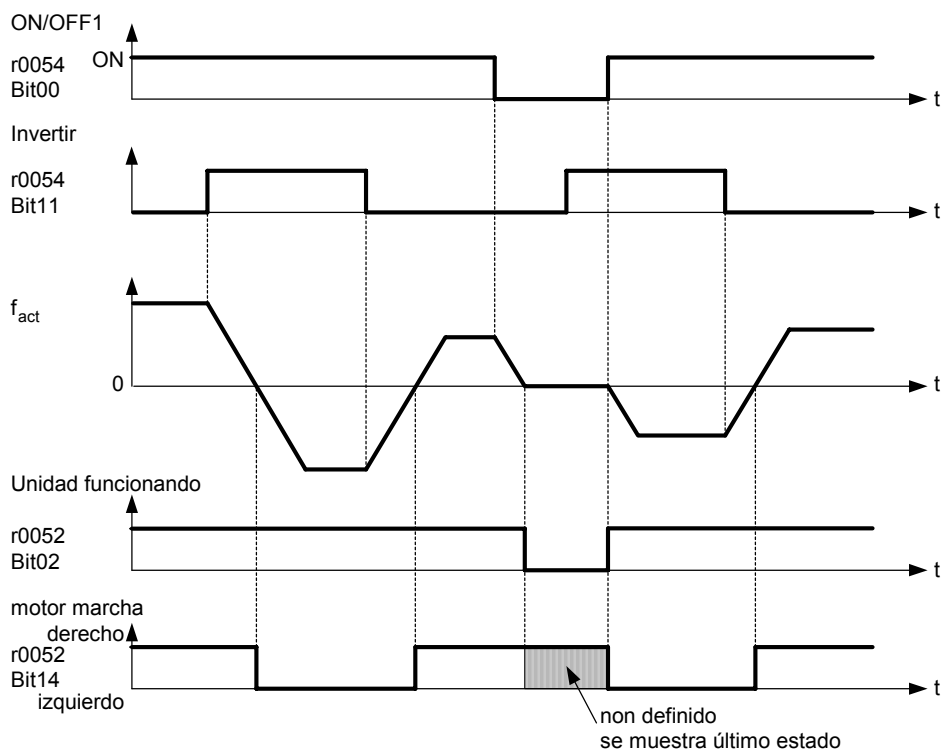 ON/OFF1
r0054
Bit00
ON
t
Invertir
r0054
Bit11
t
fact
0
t
Unidad funcionando
r0052
Bit02
t
motor marcha
derecho
r0052
Bit14
izquierdo
t
non definido
se muestra último estado